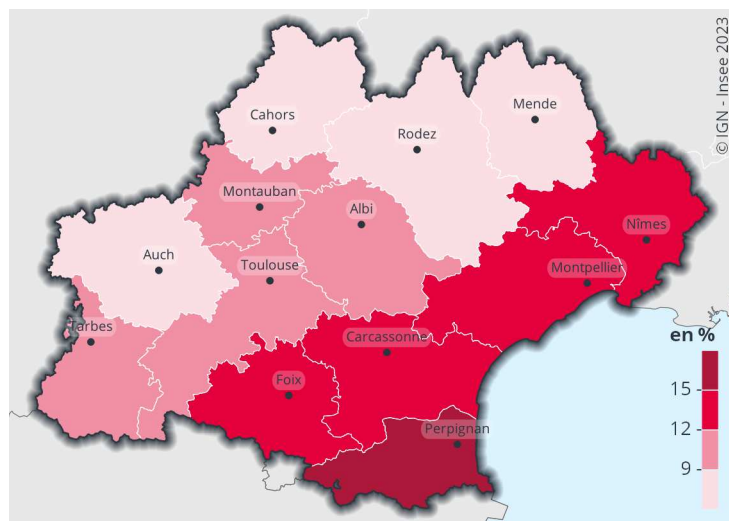 © IGN - Insee 2023
Mende
Cahors
Rodez
Montauban
Albi
Nîmes
Auch
Toulouse
Montpellier
Tarbes
Carcassonne
en %
Foix
15
12
Perpignan
9